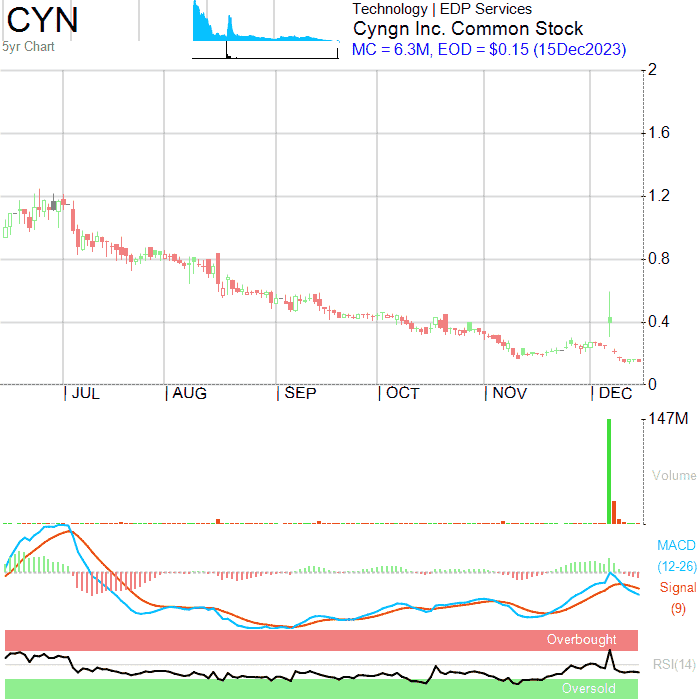 CYN
5yr Chart
Technology | EDP Services
Cyngn Inc. Common Stock
MC = 6.3M, EOD = $0.15 (15Dec2023)
2
1.6
1.2
0.8
0.4
0
| JUL | AUG | SEP | OCT | NOV | DEC
147M
Volume
MACD
(12-26)
Signal
(9)
Overbought
RSI(14)
Oversold